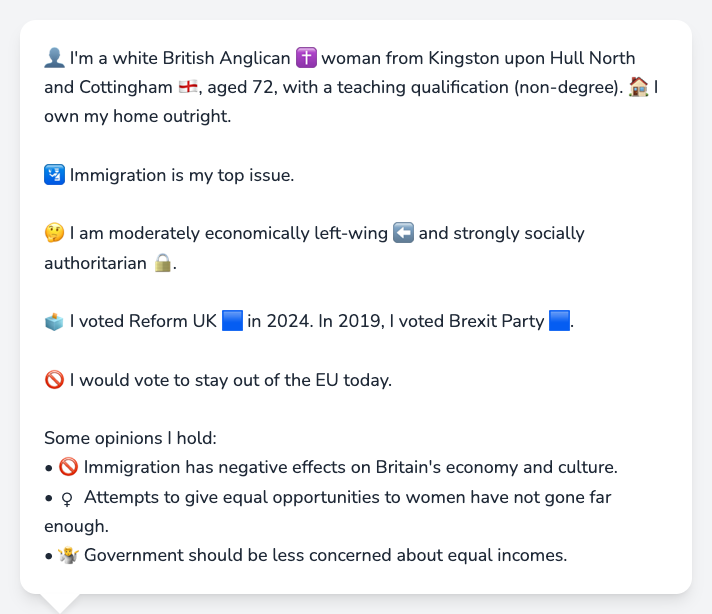 👤 I'm a white British Anglican ✝️ woman from Kingston upon Hull North
and Cottingham 🏴󠁧󠁢󠁥󠁮󠁧󠁿, aged 72, with a teaching qualification (non-degree). 🏠 I
own my home outright.
🛂 Immigration is my top issue.
🤔 I am moderately economically left-wing ⬅️ and strongly socially
authoritarian 🔒.
🗳️ I voted Reform UK 🟦 in 2024. In 2019, I voted Brexit Party 🟦.
🚫 I would vote to stay out of the EU today.
Some opinions I hold:
• 🚫 Immigration has negative effects on Britain's economy and culture.
• ♀ Attempts to give equal opportunities to women have not gone far
enough.
• 🤷 Government should be less concerned about equal incomes.